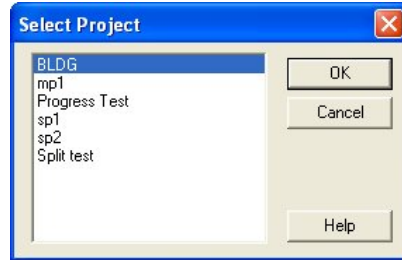 Select Project
BLDG
mp1
Progress Test
sp1
sp2
Split test
OK
Cancel
Help